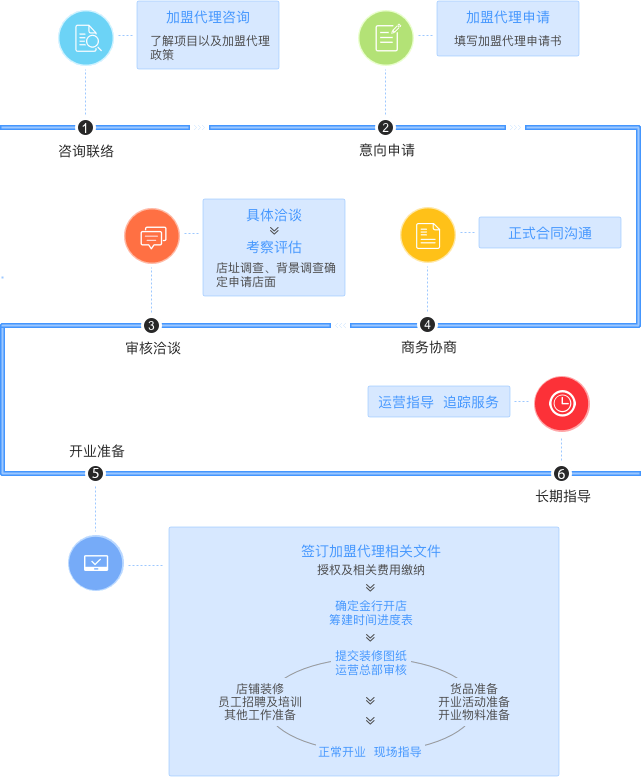 加盟代理咨询
了解项目以及加盟代理
政策
加盟代理申请
填写加盟代理申请书
1
咨询联络
2
意向申请
具体洽谈
考察评估
店址调查、背景调查确
定申请店面
正式合同沟通
3
审核洽谈
4
商务协商
运营指导 追踪服务
开业准备
5
6
长期指导
签订加盟代理相关文件
授权及相关费用缴纳
确定金行开店
筹建时间进度表
提交装修图纸
运营总部审核
店铺装修
员工招聘及培训
其他工作准备
货品准备
开业活动准备
开业物料准备
正常开业 现场指导